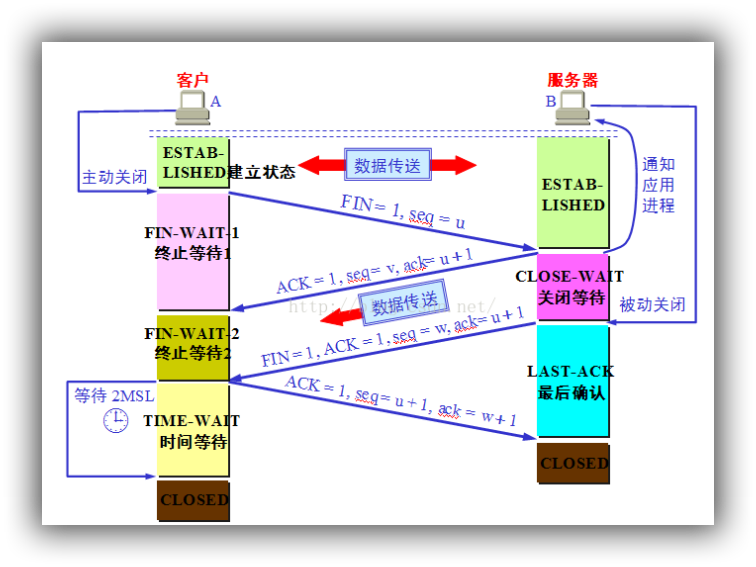 客户
服务器
A
B
ESTAB-
LISHED建立状态
数据传送
ESTAB-
LISHED
通知
应用
进程
主动关闭
FIN= 1, seq = u
FIN-WAIT-1
终止等待1
ACK = 1, seq= v, ack= u+1
CLOSE-WAIT
关闭等待
数据传送
被动关闭
FIN-WAIT-2
终止等待2
FIN=1, ACK = 1, seq = w, ack= u+1
ACK = 1, seq= u+1, ack = w+1
LAST-ACK
最后确认
等待 2MSL
TIME-WAIT
时间等待
CLOSED
CLOSED